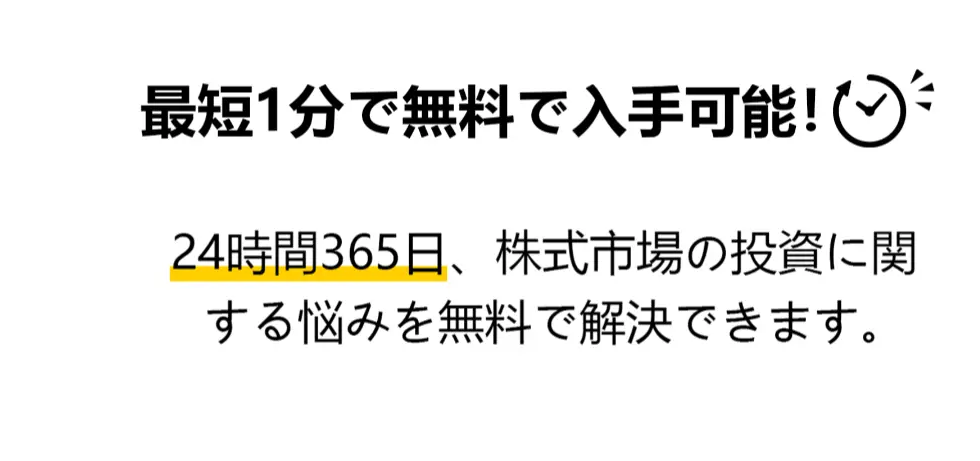 最短1分で無料で入手可能!
24時間365日、株式市場の投資に関
する悩みを無料で解決できます。